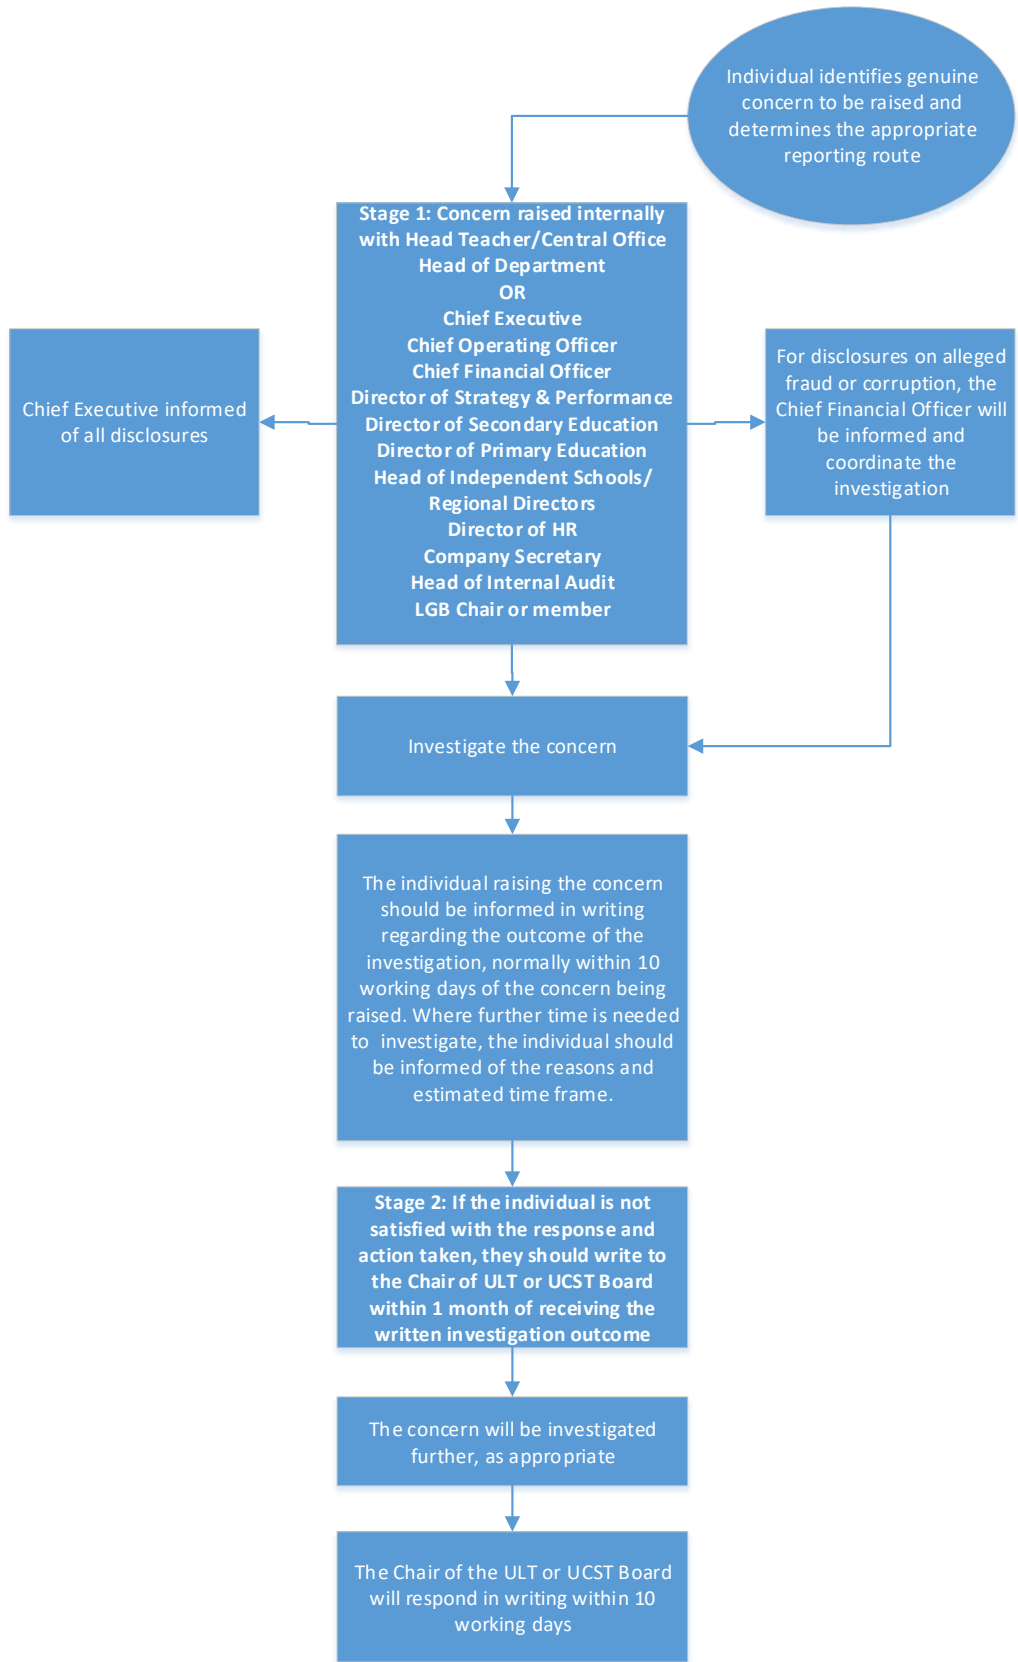 Individual identifies genuine
concern to be raised and
determines the appropriate
reporting route
Stage 1: Concern raised internally
with Head Teacher/Central Office
Head of Department
OR
Chief Executive
Chief Operating Officer
Chief Financial Officer
Director of Strategy & Performance
Director of Secondary Education
Director of Primary Education
Head of Independent Schools/
Regional Directors
Director of HR
Company Secretary
Head of Internal Audit
LGB Chair or member
Chief Executive informed
of all disclosures
For disclosures on alleged
fraud or corruption, the
Chief Financial Officer will
be informed and
coordinate the
investigation
Investigate the concern
The individual raising the concern
should be informed in writing
regarding the outcome of the
investigation, normally within 10
working days of the concern being
raised. Where further time is needed
to investigate, the individual should
be informed of the reasons and
estimated time frame.
Stage 2: If the individual is not
satisfied with the response and
action taken, they should write to
the Chair of ULT or UCST Board
within 1 month of receiving the
written investigation outcome
The concern will be investigated
further, as appropriate
The Chair of the ULT or UCST Board
will respond in writing within 10
working days